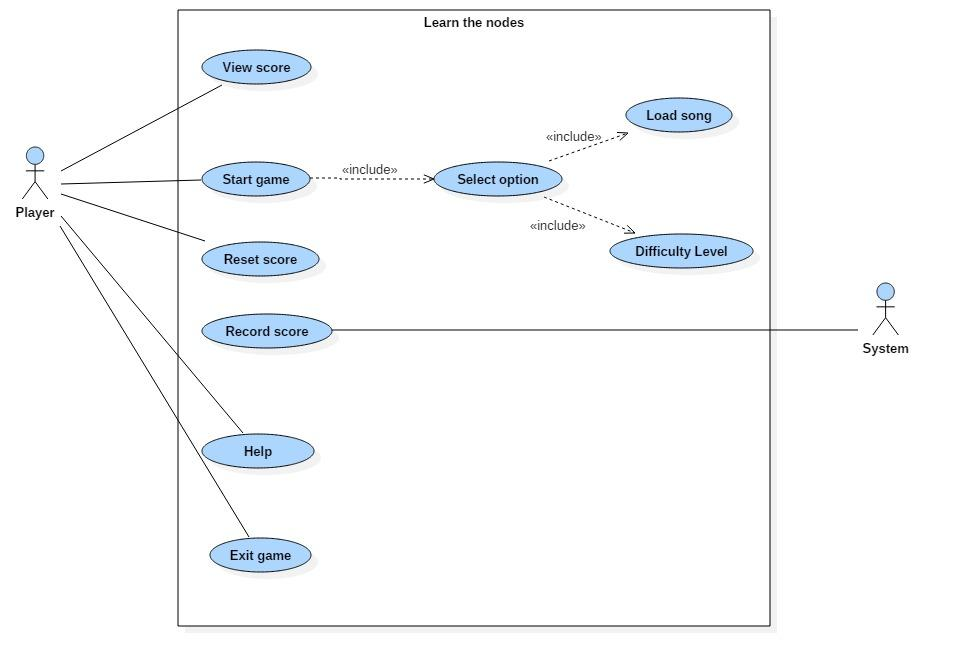 Learn the nodes
View score
Load song
«include»
Start game
«include»
Select option
Player
«include»
Reset score
Difficulty Level
Record score
System
Help
Exit game